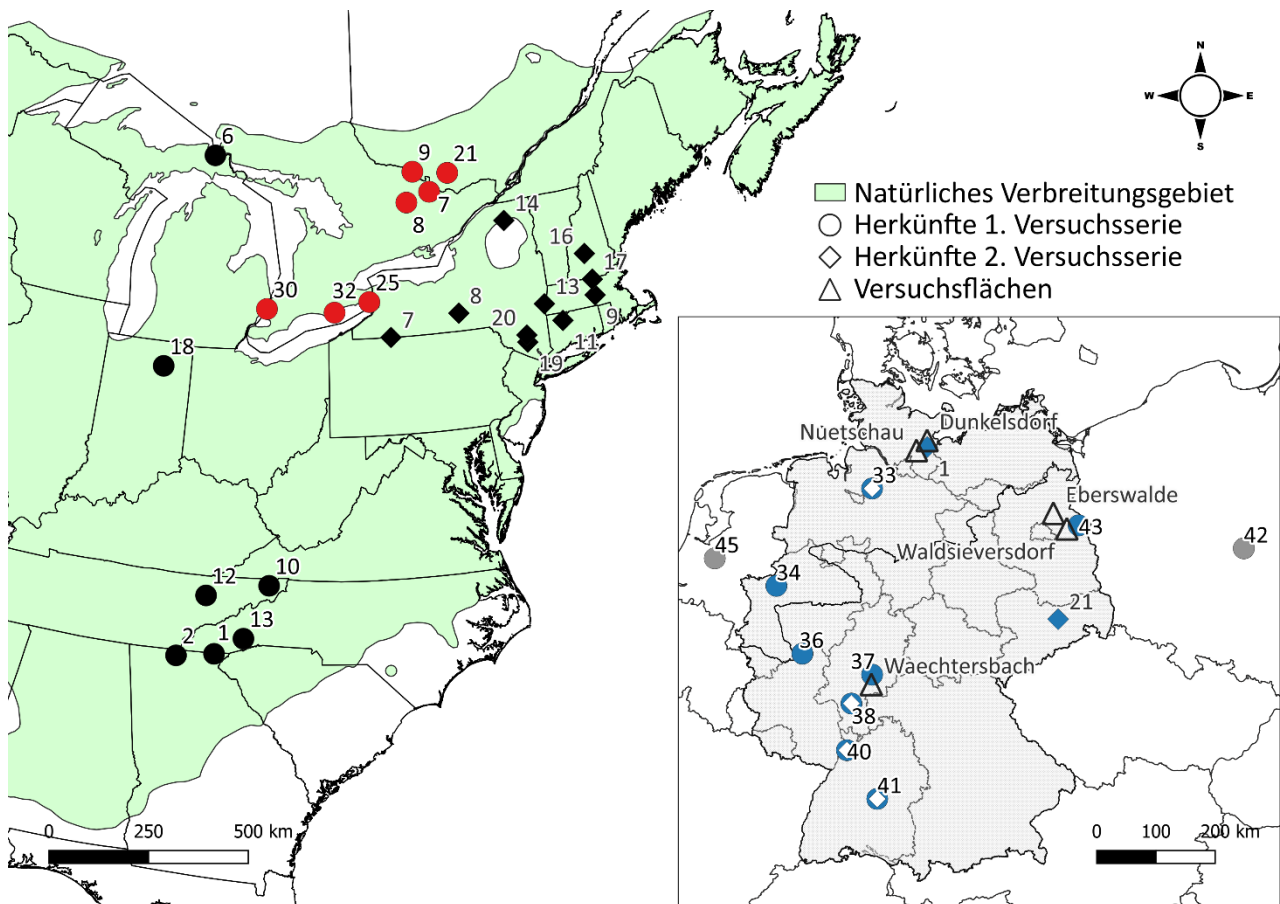 N
W E
S
Natürliches Verbreitungsgebiet
Herkünfte 1. Versuchsserie
Herkünfte 2. Versuchsserie
Versuchsflächen
6
9
21
7
8
14
16
17
30
32
25
8
13
9
7
20
11
19
18
12
10
13
2
1
0 250 500 km
Dunkelsdorf
Nuetschau
1
33
Eberswalde
43
42
45
Waldsieversdorf
34
21
36
37
Waechtersbach
38
40
41
0 100 200 km